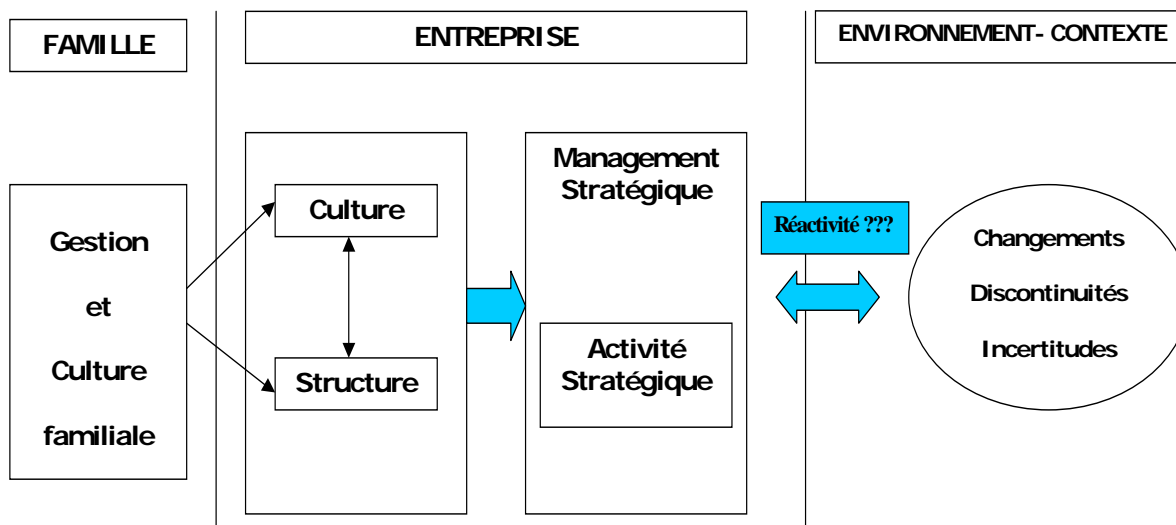 FAMILLE
ENTREPRISE
ENVIRONNEMENT- CONTEXTE
Gestion
et
Culture
familiale
Culture
Structure
Management
Stratégique
Activité
Stratégique
Réactivité ???
Changements
Discontinuités
Incertitudes